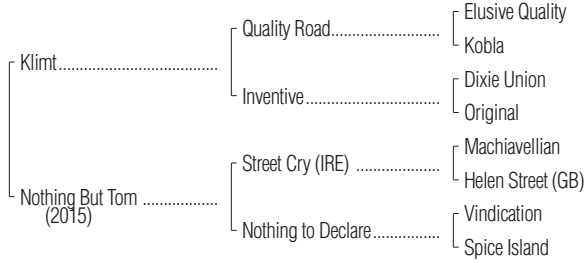 Elusive Quality
Quality Road
Kobla
Klimt
Dixie Union
Inventive
Original
Machiavellian
Street Cry (IRE)
Helen Street (GB)
Nothing But Tom
(2015)
Vindication
Nothing to Declare
Spice Island